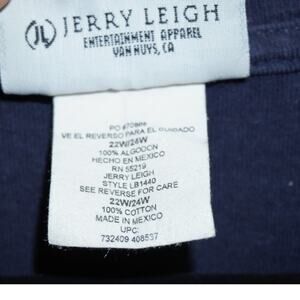 JL JERRY LEIGH
ENTERTAINMENT APPAREL
VAN NUYS, CA
PO
VE EL REVERSO PARA EL CUIDADO
22W/24W
100% ALGODON
HECHO EN MEXICO
RN 55219
JERRY LEIGH
STYLE LB1440
SEE REVERSE FOR CARE
22W/24W
100% COTTON
MADE IN MEXICO
UPC:
732409 408537